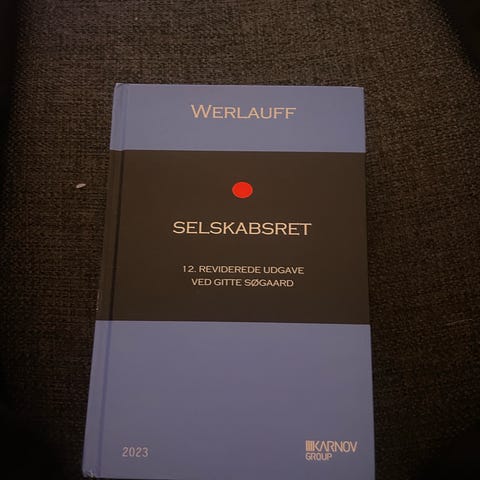 WERLAUFF
SELSKABSRET
12. REVIDEREDE UDGAVE
VED GITTE SØGAARD
2023
KARNOV
GROUP